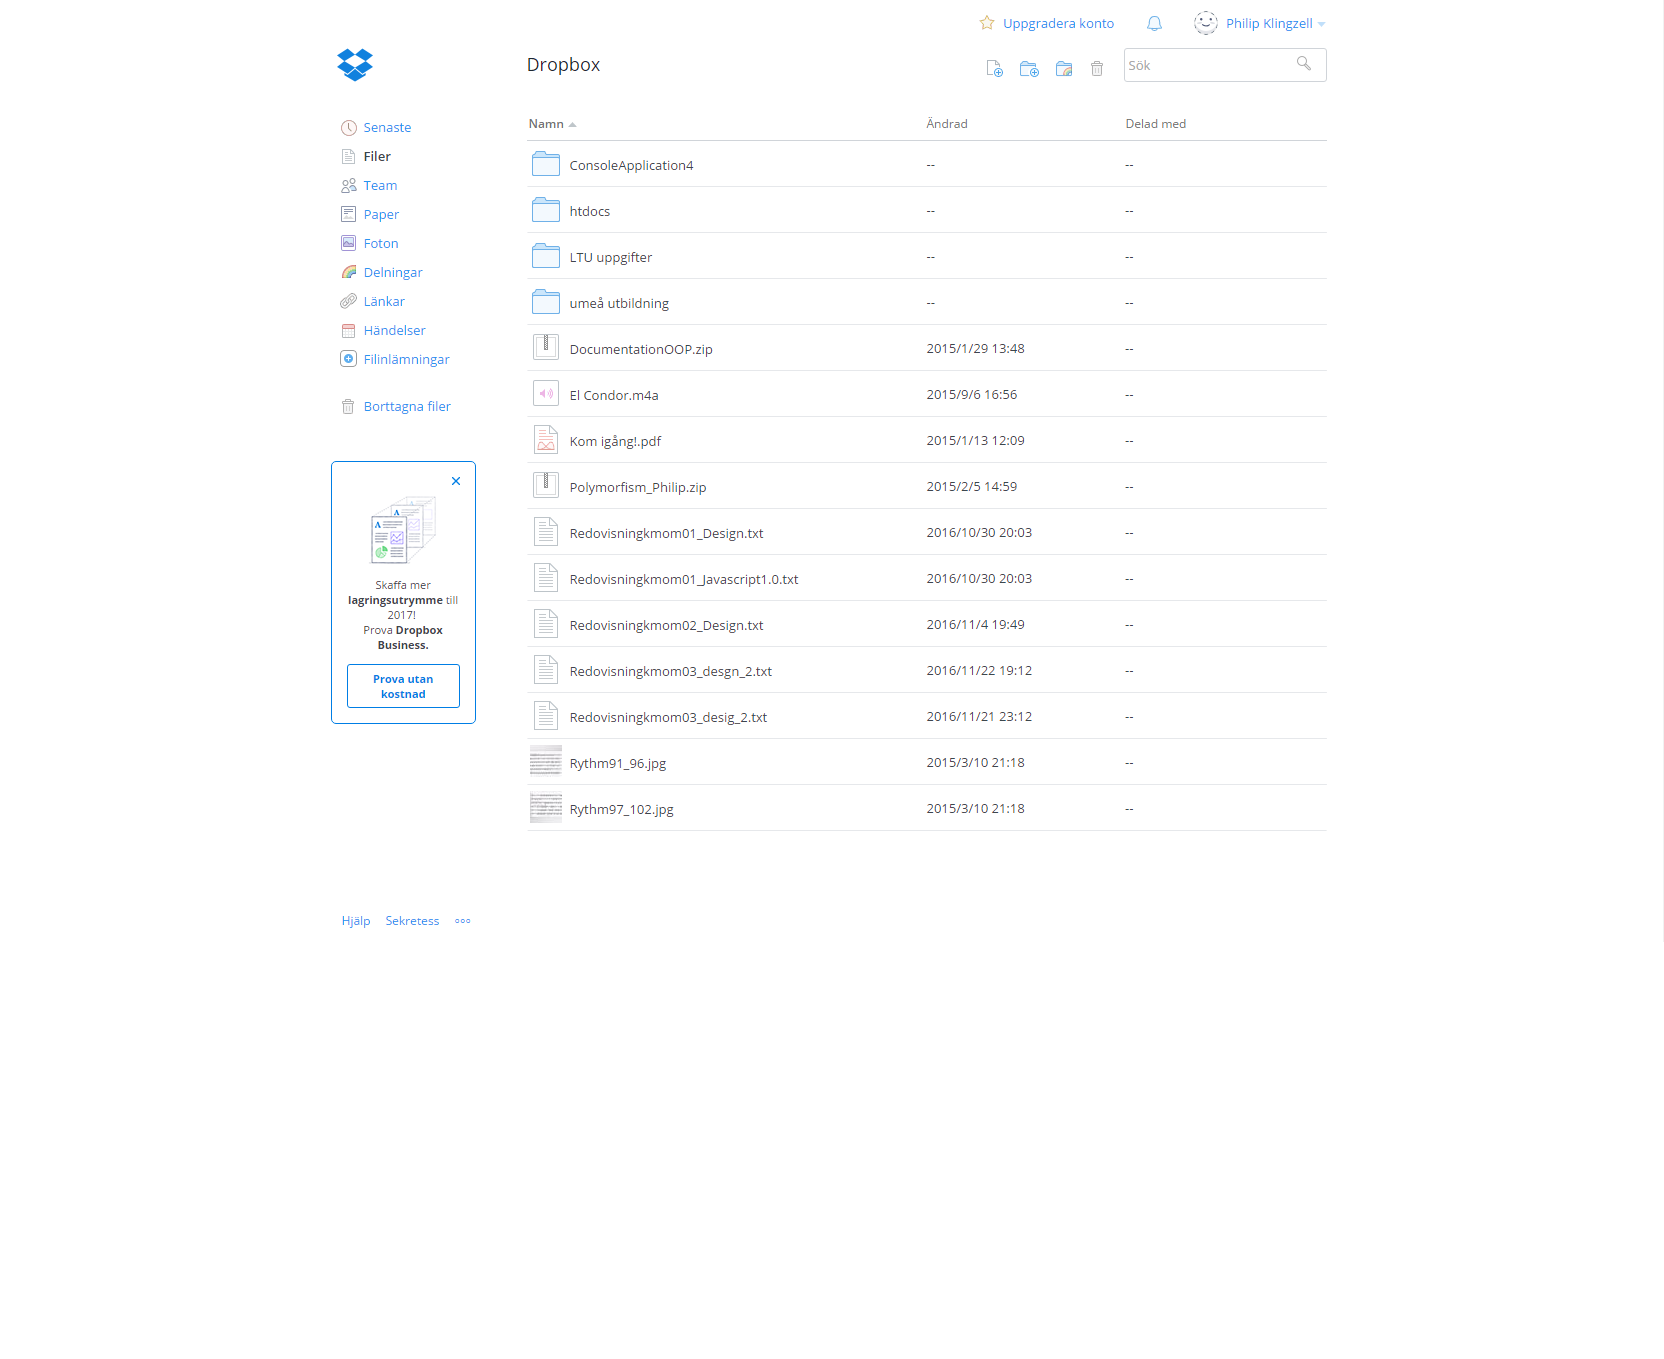 Uppgradera konto
Philip Klingzell
Dropbox
Sök
Senaste
Filer
Team
Paper
Foton
Delningar
Länkar
Händelser
Filinlämningar
Borttagna filer
Skaffa mer
lagringsutrymme till
2017!
Prova Dropbox
Business.
Prova utan
kostnad
Namn Ändrad Delad med
ConsoleApplication4 -- --
htdocs -- --
LTU uppgifter -- --
umeå utbildning -- --
DocumentationOOP.zip 2015/1/29 13:48 --
El Condor.m4a 2015/9/6 16:56 --
Kom igång!.pdf 2015/1/13 12:09 --
Polymorfism_Philip.zip 2015/2/5 14:59 --
Redovisningkmom01_Design.txt 2016/10/30 20:03 --
Redovisningkmom01_Javascript1.0.txt 2016/10/30 20:03 --
Redovisningkmom02_Design.txt 2016/11/4 19:49 --
Redovisningkmom03_desgn_2.txt 2016/11/22 19:12 --
Redovisningkmom03_desig_2.txt 2016/11/21 23:12 --
Rythm91_96.jpg 2015/3/10 21:18 --
Rythm97_102.jpg 2015/3/10 21:18 --
Hjälp Sekretess